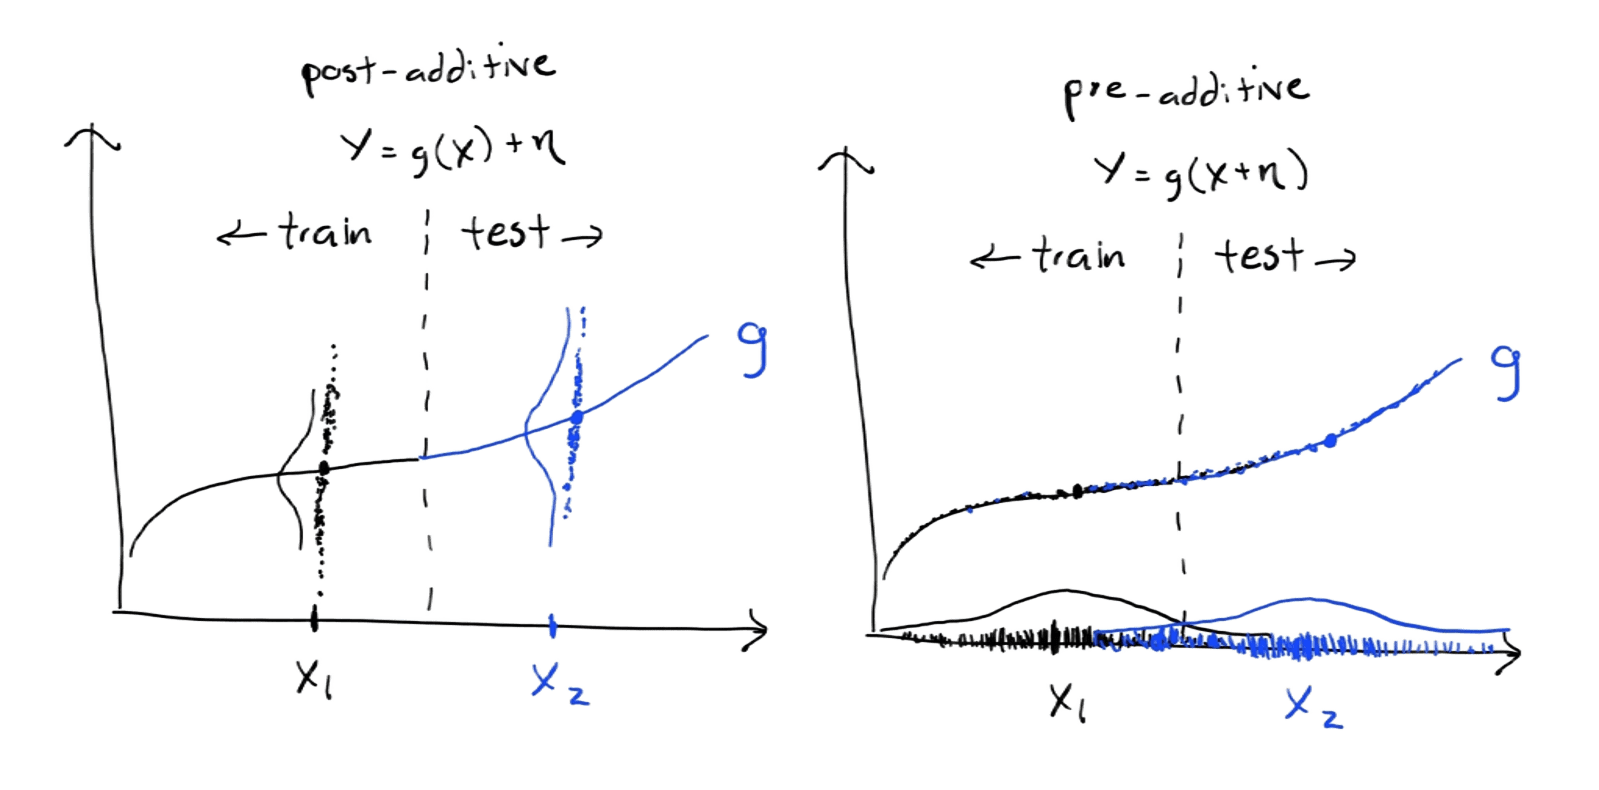 post-additive
Y = g(x) + η
← train
test →
g
x₁
x₂
pre-additive
Y = g(x+η)
← train
test →
g
x₁
x₂